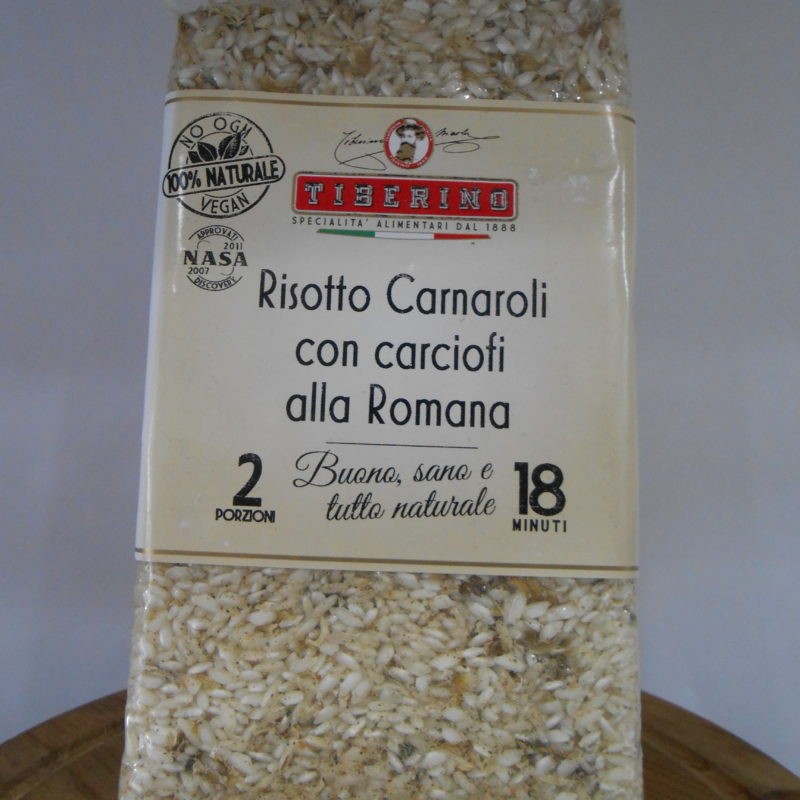 NO OGM
100% NATURALE
VEGAN
APPROVATI
2011
NASA
2007
DISCOVERY
TIBERINO
SPECIALITA' ALIMENTARI DAL 1888
Risotto Carnaroli
con carciofi
alla Romana
2
PORZIONI
Buono, sano e
tutto naturale
18
MINUTI